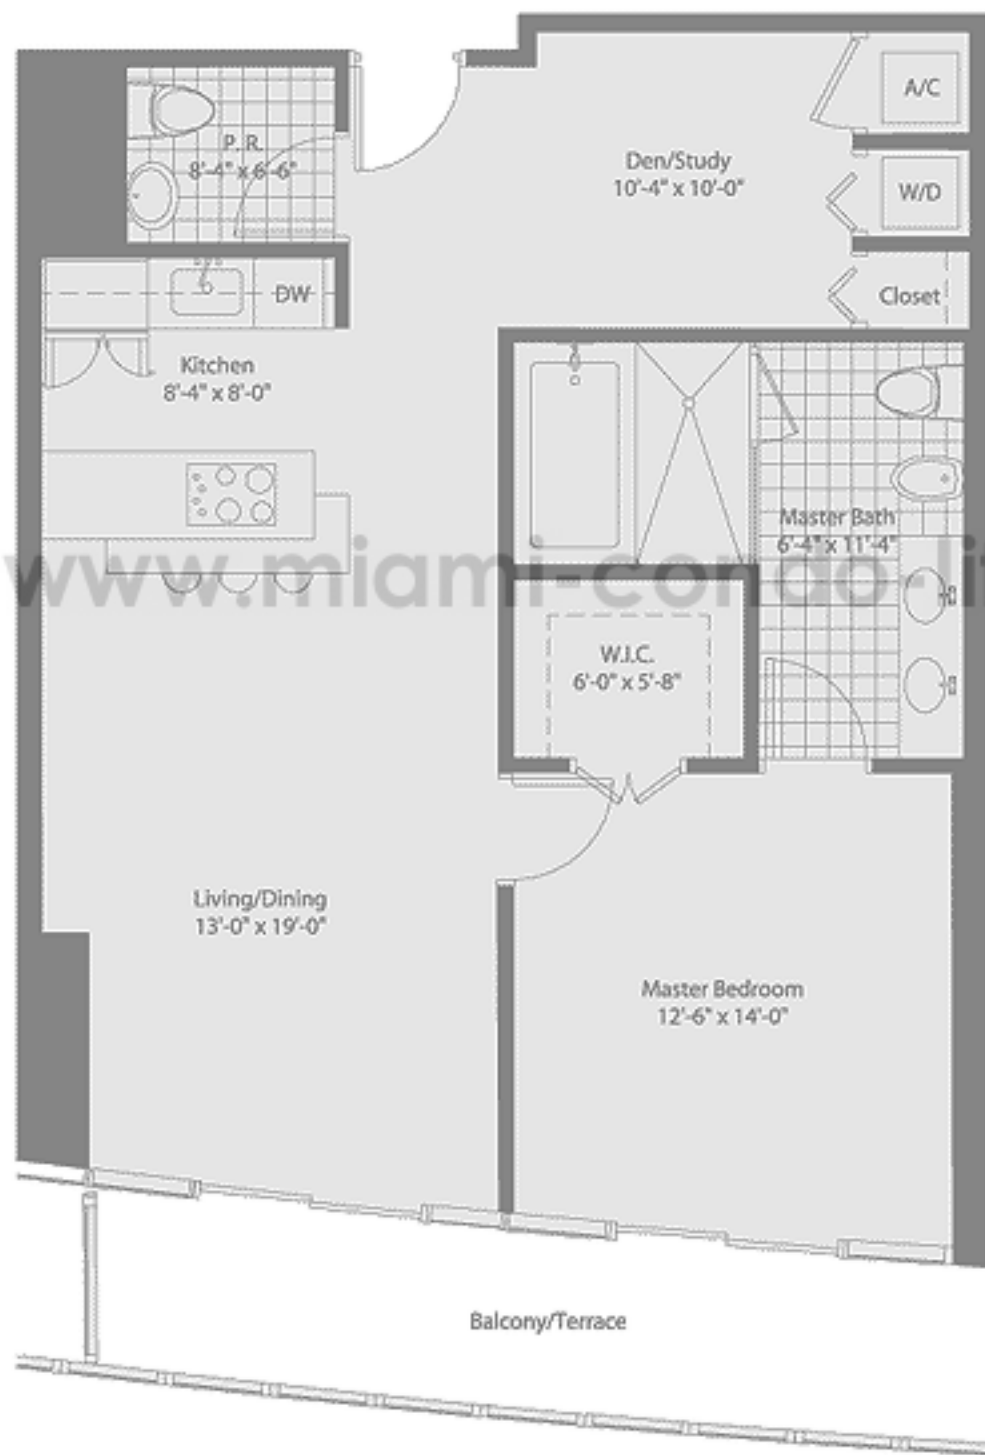 A/C
P. R.
8'-4" x 6'-6"
Den/Study
10'-4" x 10'-0"
W/D
DW
Closet
Kitchen
8'-4" x 8'-0"
Master Bath
6'-4" x 11'-4"
www.miami-condo-li
W.I.C.
6'-0" x 5'-8"
Living/Dining
13'-0" x 19'-0"
Master Bedroom
12'-6" x 14'-0"
Balcony/Terrace